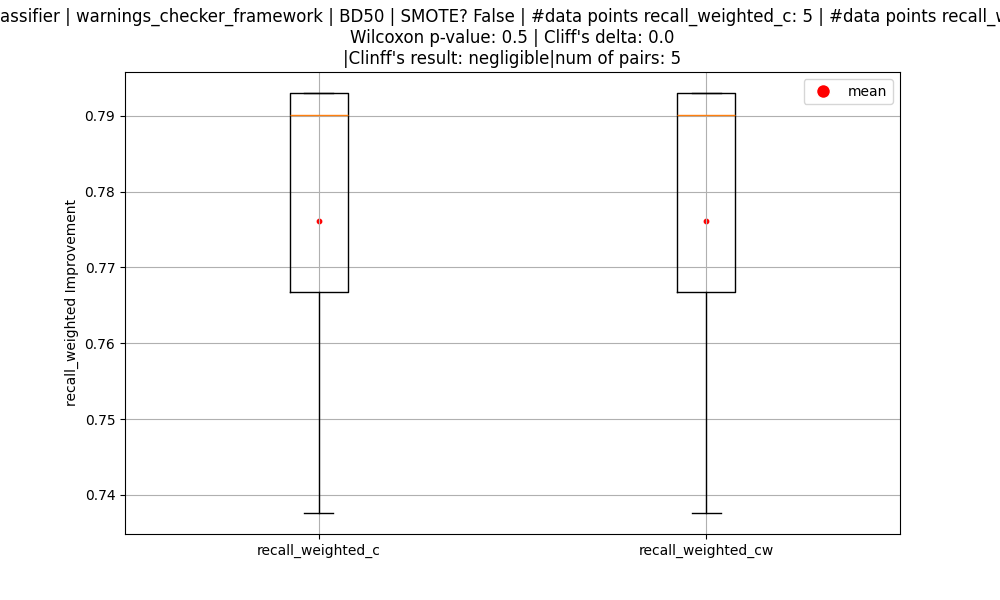 assifier | warnings_checker_framework | BD50 | SMOTE? False | #data points recall_weighted_c: 5 | #data points recall_w
Wilcoxon p-value: 0.5 | Cliff's delta: 0.0
|Clinff's result: negligible|num of pairs: 5
mean
recall_weighted Improvement
0.79
0.78
0.77
0.76
0.75
0.74
recall_weighted_c
recall_weighted_cw